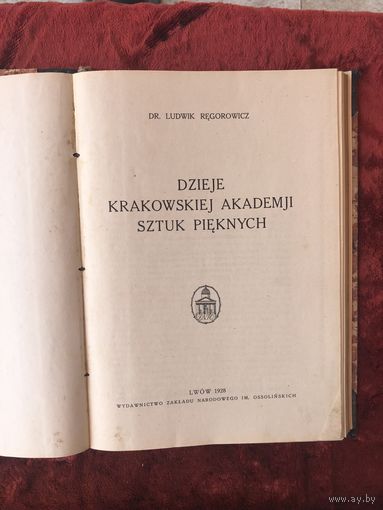 DR. LUDWIK RĘGOROWICZ
DZIEJE
KRAKOWSKIEJ AKADEMJI
SZTUK PIĘKNYCH
LWÓW 1928
WYDAWNICTWO ZAKŁADU NARODOWEGO IM. OSSOLIŃSKICH
www.ay.by